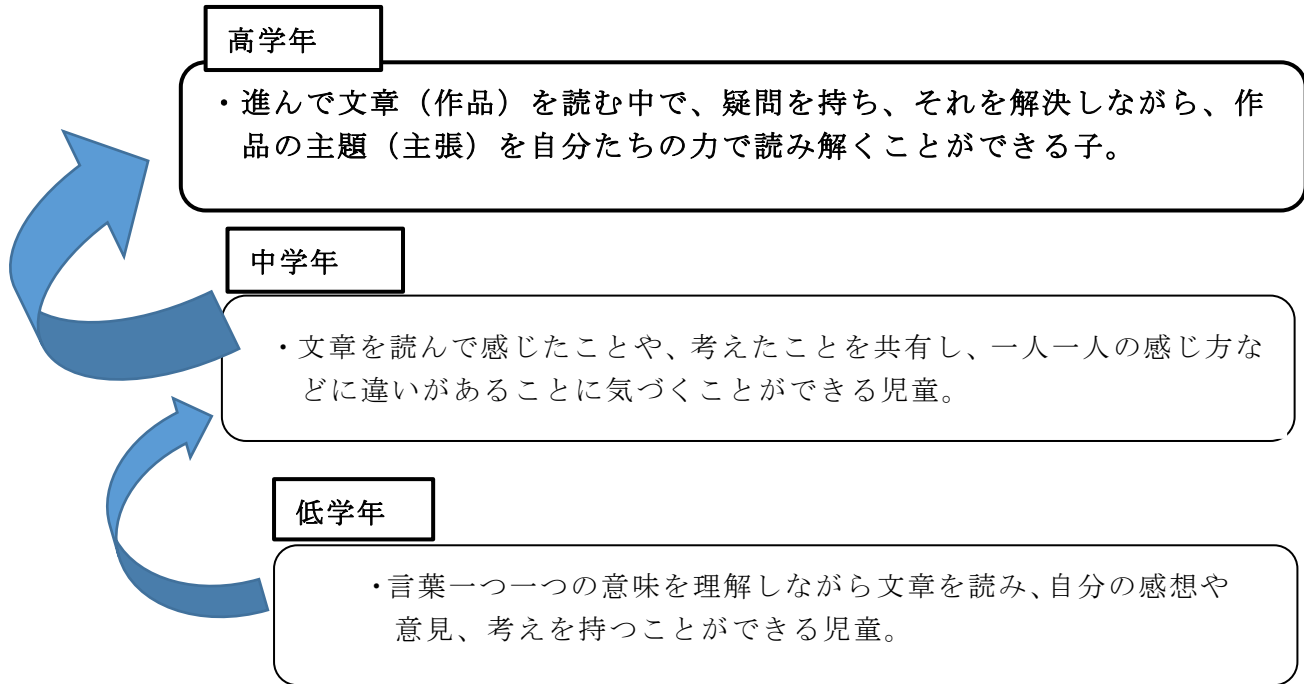 高学年
・進んで文章（作品）を読む中で、疑問を持ち、それを解決しながら、作
品の主題（主張）を自分たちの力で読み解くことができる子。
中学年
・文章を読んで感じたことや、考えたことを共有し、一人一人の感じ方な
どに違いがあることに気づくことができる児童。
低学年
・言葉一つ一つの意味を理解しながら文章を読み、自分の感想や
意見、考えを持つことができる児童。